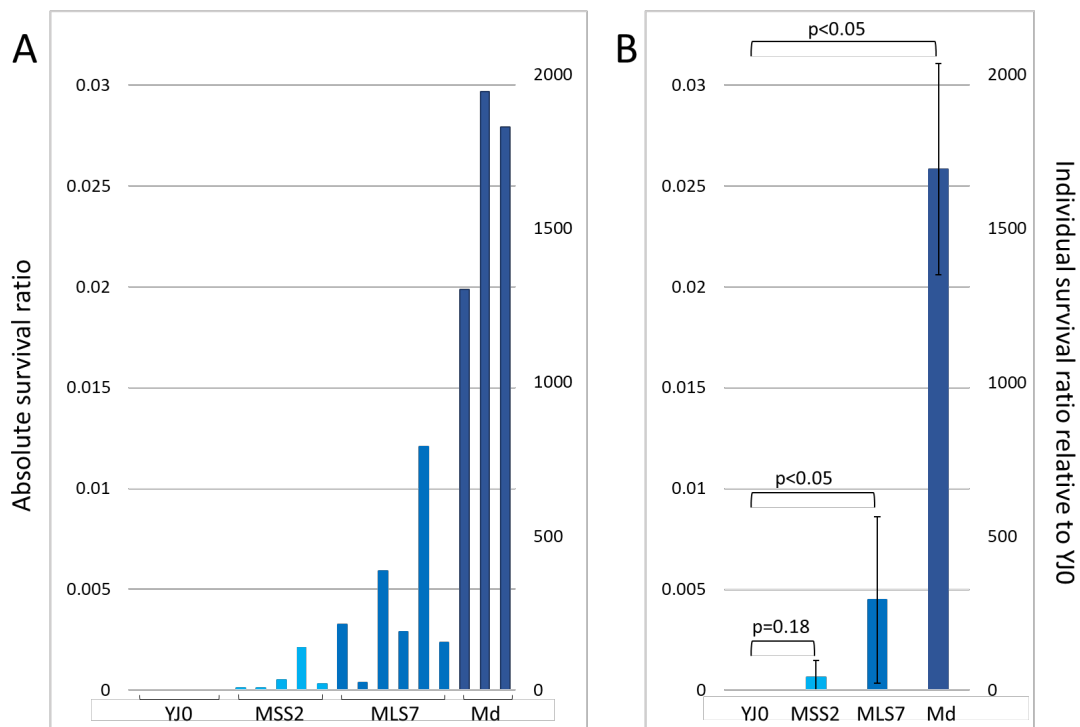 A
B
p<0.05
0.03
0.025
0.02
0.015
0.01
0.005
0
2000
1500
1000
500
0
Absolute survival ratio
YJ0 MSS2 MLS7 Md
0.03
0.025
0.02
0.015
0.01
0.005
0
p<0.05
p=0.18
2000
1500
1000
500
0
Individual survival ratio relative to YJ0
YJ0 MSS2 MLS7 Md